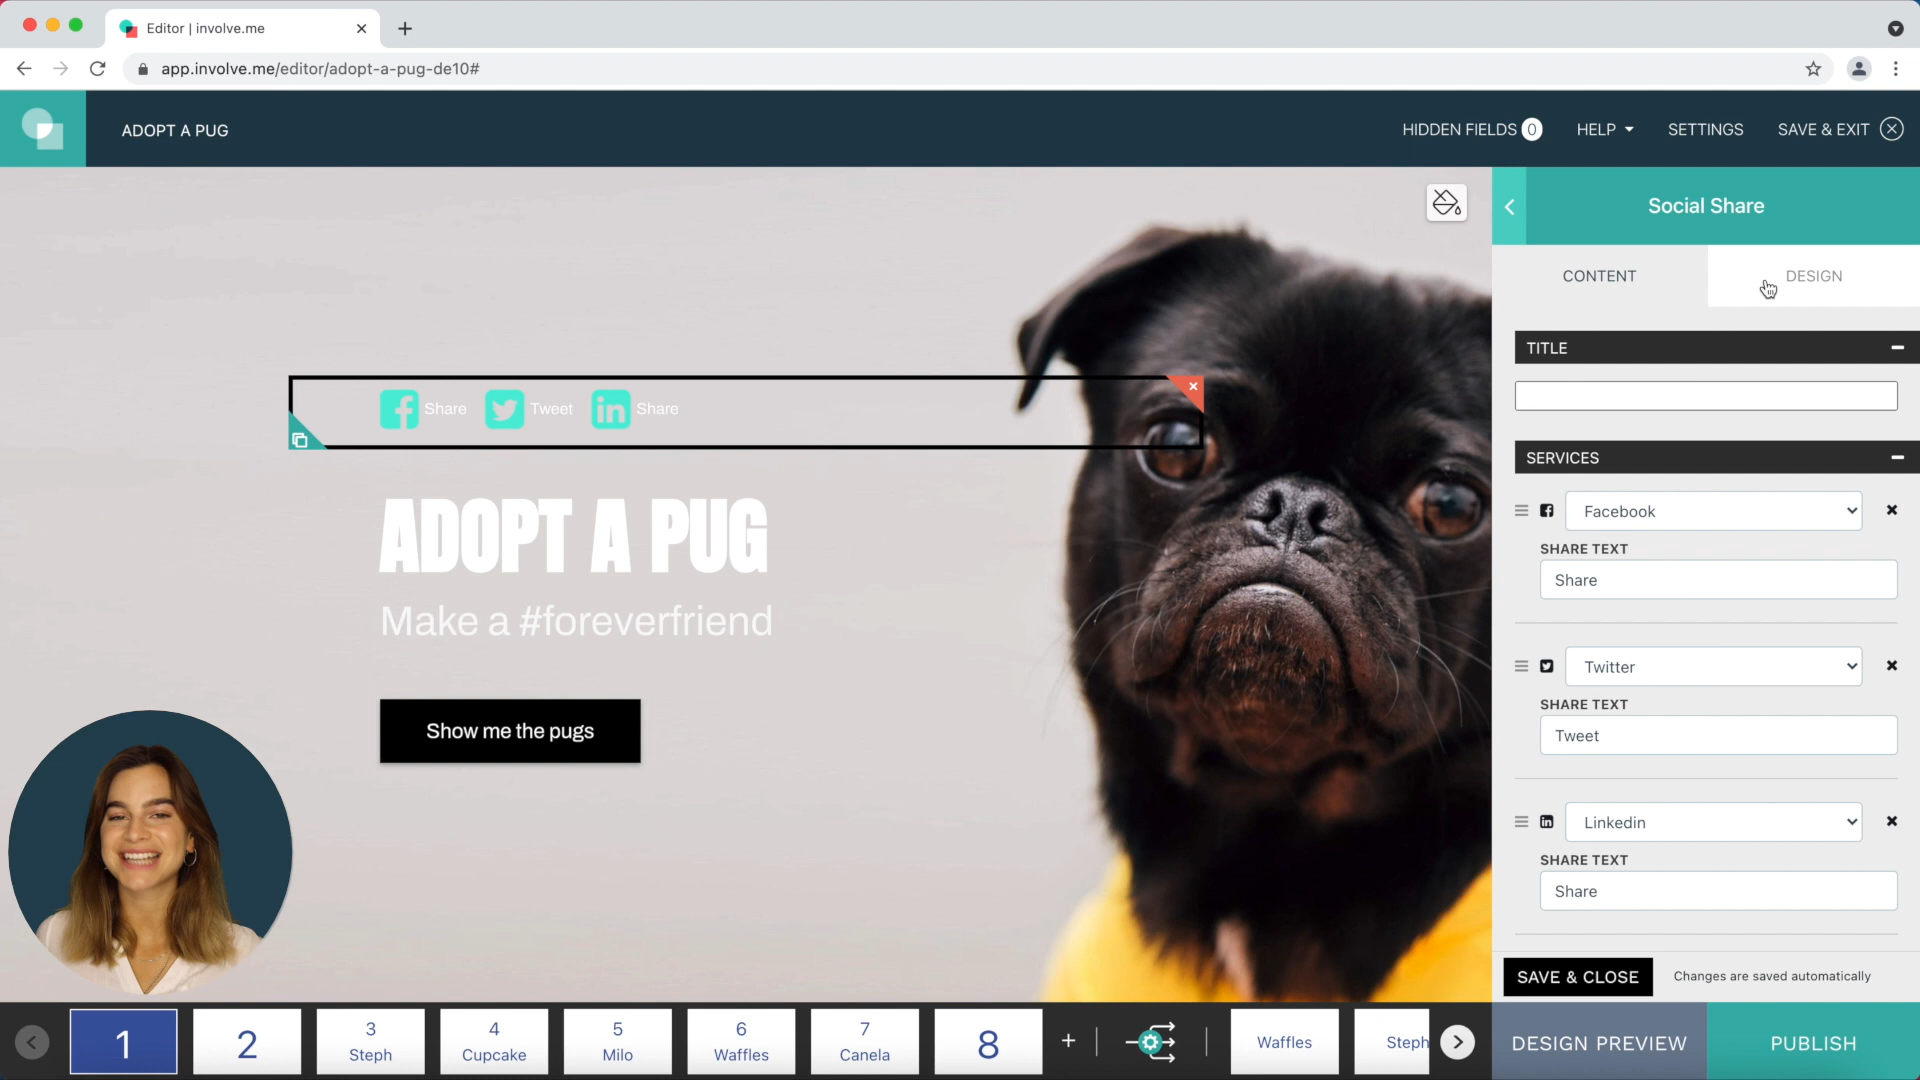 Editor | involve.me
app.involve.me/editor/adopt-a-pug-de10#
ADOPT A PUG
HIDDEN FIELDS 0
HELP
SETTINGS
SAVE & EXIT
Social Share
CONTENT
DESIGN
TITLE
SERVICES
Facebook
SHARE TEXT
Share
Twitter
SHARE TEXT
Tweet
Linkedin
SHARE TEXT
Share
SAVE & CLOSE
Changes are saved automatically
Share
Tweet
Share
ADOPT A PUG
Make a #foreverfriend
Show me the pugs
1
2
3
Steph
4
Cupcake
5
Milo
6
Waffles
7
Canela
8
Waffles
Steph
DESIGN PREVIEW
PUBLISH